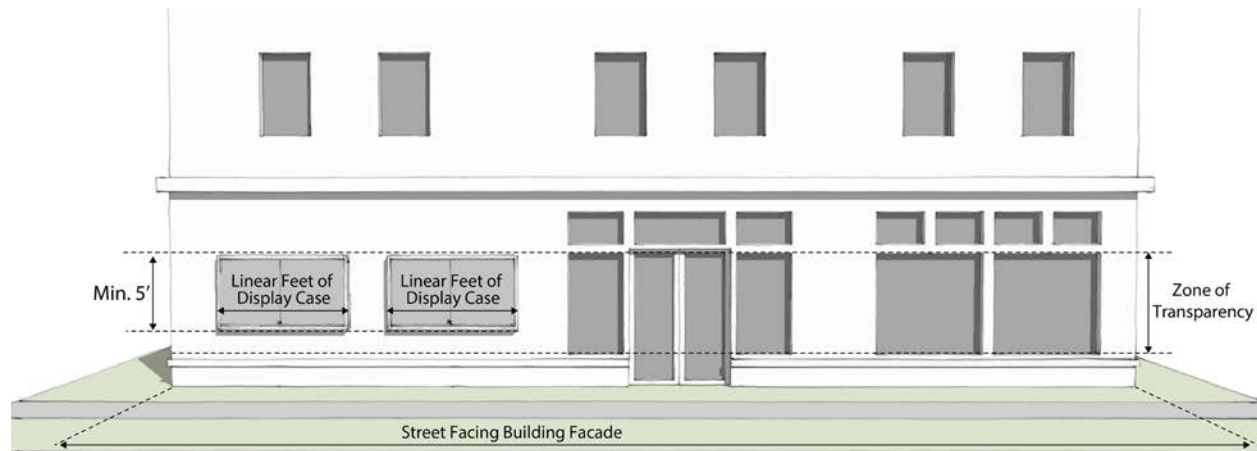 Min. 5’
Linear Feet of
Display Case
Linear Feet of
Display Case
Zone of
Transparency
Street Facing Building Facade